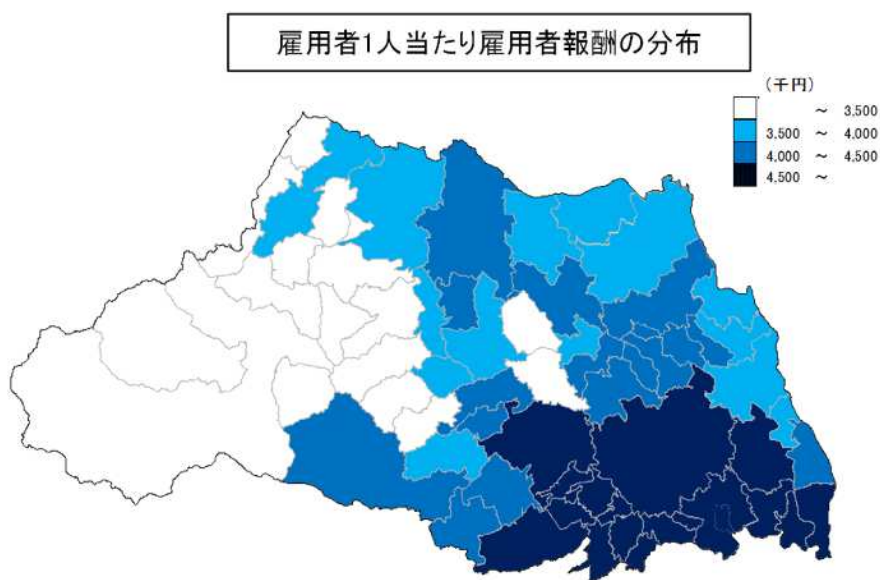 雇用者1人当たり雇用者報酬の分布
（千円）
～ 3,500
3,500 ～ 4,000
4,000 ～ 4,500
4,500 ～